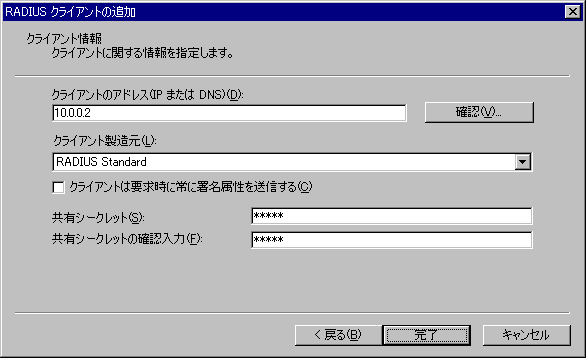 RADIUS クライアントの追加
クライアント情報
クライアントに関する情報を指定します。
クライアントのアドレス(IP または DNS)(D):
10.0.0.2
確認(V)...
クライアント製造元(L):
RADIUS Standard
クライアントは要求時に常に署名属性を送信する(C)
共有シークレット(S):
*****
共有シークレットの確認入力(F):
*****
< 戻る(B)
完了
キャンセル